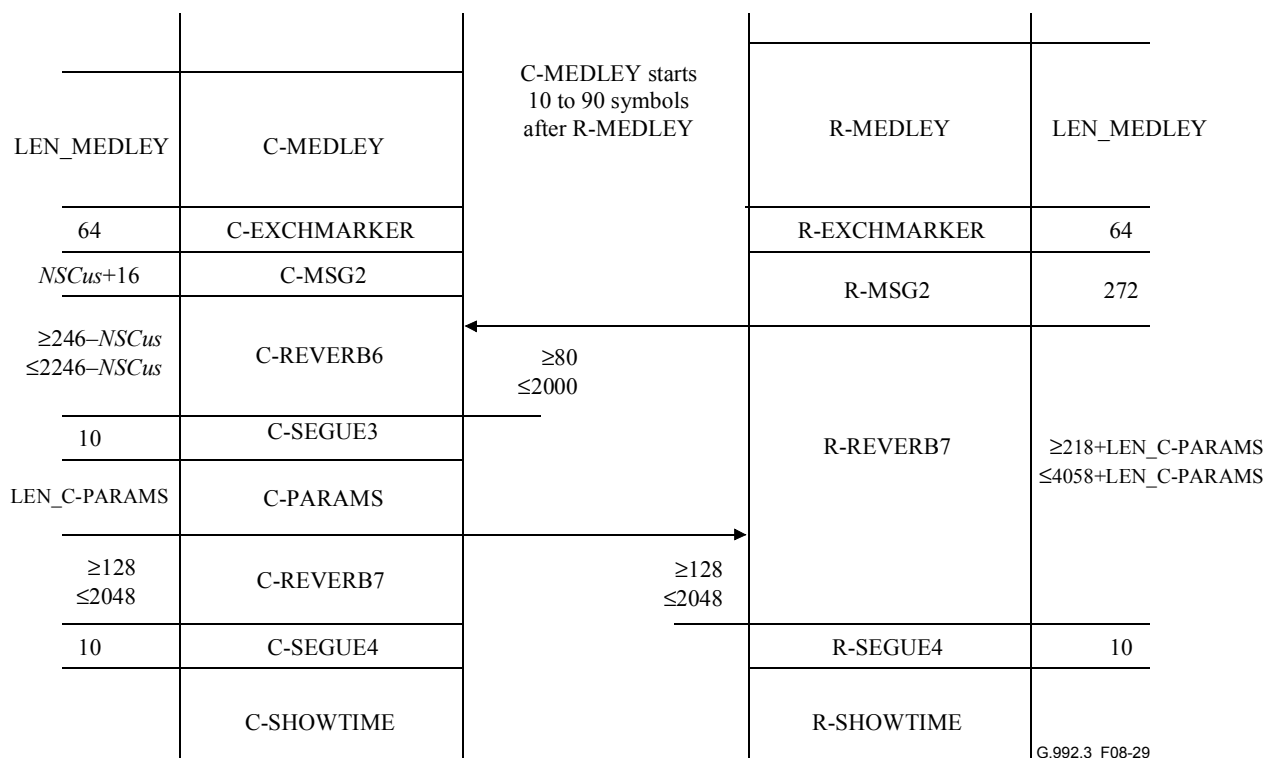 C-MEDLEY starts
10 to 90 symbols
after R-MEDLEY
LEN_MEDLEY
C-MEDLEY
R-MEDLEY
LEN_MEDLEY
64
C-EXCHMARKER
R-EXCHMARKER
64
NSCus+16
C-MSG2
R-MSG2
272
≥246–NSCus
≤2246–NSCus
C-REVERB6
≥80
≤2000
10
C-SEGUE3
R-REVERB7
≥218+LEN_C-PARAMS
≤4058+LEN_C-PARAMS
LEN_C-PARAMS
C-PARAMS
≥128
≤2048
C-REVERB7
≥128
≤2048
10
C-SEGUE4
R-SEGUE4
10
C-SHOWTIME
R-SHOWTIME
G.992.3_F08-29